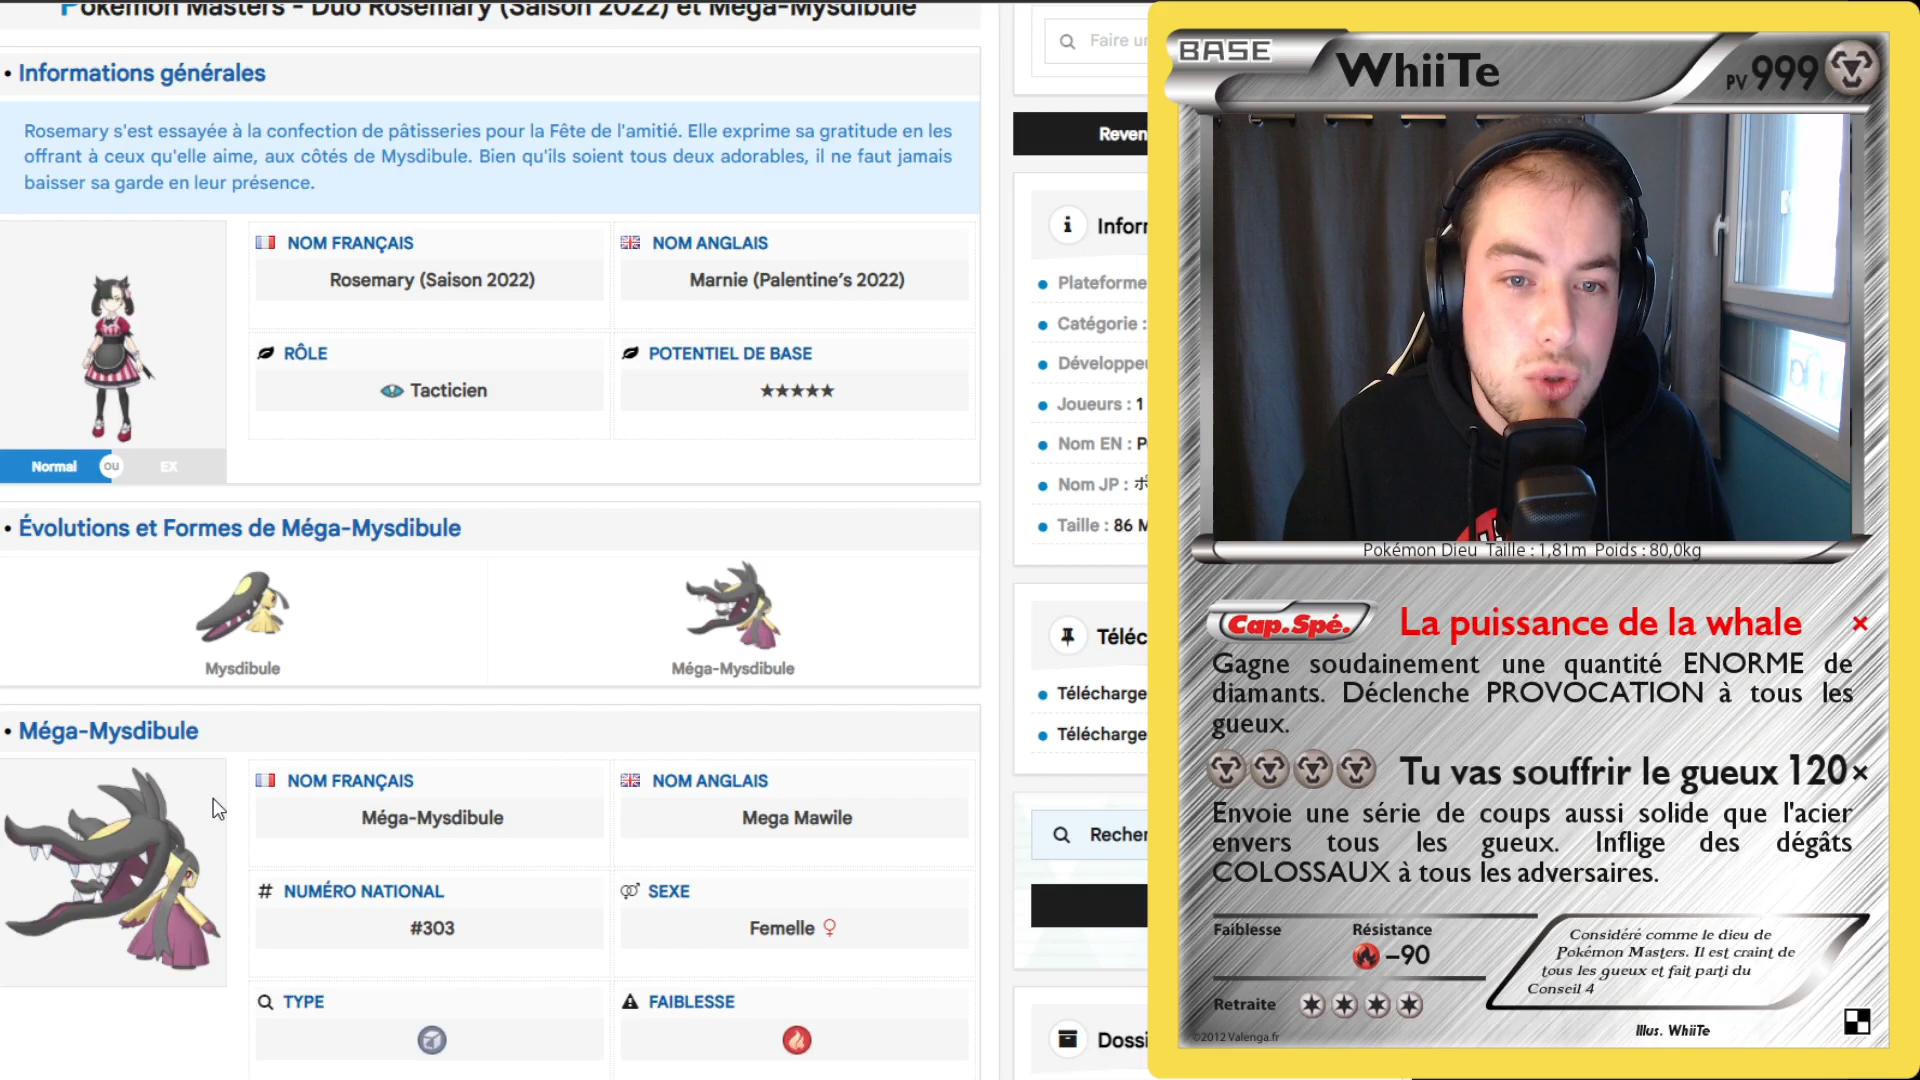 Pokémon Masters - Duo Rosemary (Saison 2022) et Méga-Mysdibule
• Informations générales
Rosemary s'est essayée à la confection de pâtisseries pour la Fête de l'amitié. Elle exprime sa gratitude en les
offrant à ceux qu'elle aime, aux côtés de Mysdibule. Bien qu'ils soient tous deux adorables, il ne faut jamais
baisser sa garde en leur présence.
NOM FRANÇAIS
NOM ANGLAIS
Rosemary (Saison 2022)
Marnie (Palentine's 2022)
RÔLE
POTENTIEL DE BASE
Tacticien
★★★★★
Normal ou EX
• Évolutions et Formes de Méga-Mysdibule
Mysdibule
Méga-Mysdibule
• Méga-Mysdibule
NOM FRANÇAIS
NOM ANGLAIS
Méga-Mysdibule
Mega Mawile
# NUMÉRO NATIONAL
SEXE
#303
Femelle ♀
TYPE
FAIBLESSE
Faire
Reven
Infor
Plateforme
Catégorie :
Développe
Joueurs : 1
Nom EN : P
Nom JP : ポ
Taille : 86 M
Téléc
Télécharge
Télécharge
Recher
Dossi
BASE
WhiiTe
PV 999
Pokémon Dieu Taille : 1,81m Poids : 80,0kg
Cap.Spé. La puissance de la whale ×
Gagne soudainement une quantité ENORME de
diamants. Déclenche PROVOCATION à tous les
gueux.
Tu vas souffrir le gueux 120×
Envoie une série de coups aussi solide que l'acier
envers tous les gueux. Inflige des dégâts
COLOSSAUX à tous les adversaires.
Faiblesse
Résistance
–90
Retraite
Considéré comme le dieu de
Pokémon Masters. Il est craint de
tous les gueux et fait parti du
Conseil 4
Illus. WhiiTe
©2012 Valenga.fr